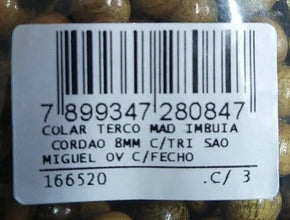 7 899347 280847
COLAR TERCO MAD IMBUIA
CORDAO 8MM C/TRI SAO
MIGUEL OV C/FECHO
166520 .C/ 3